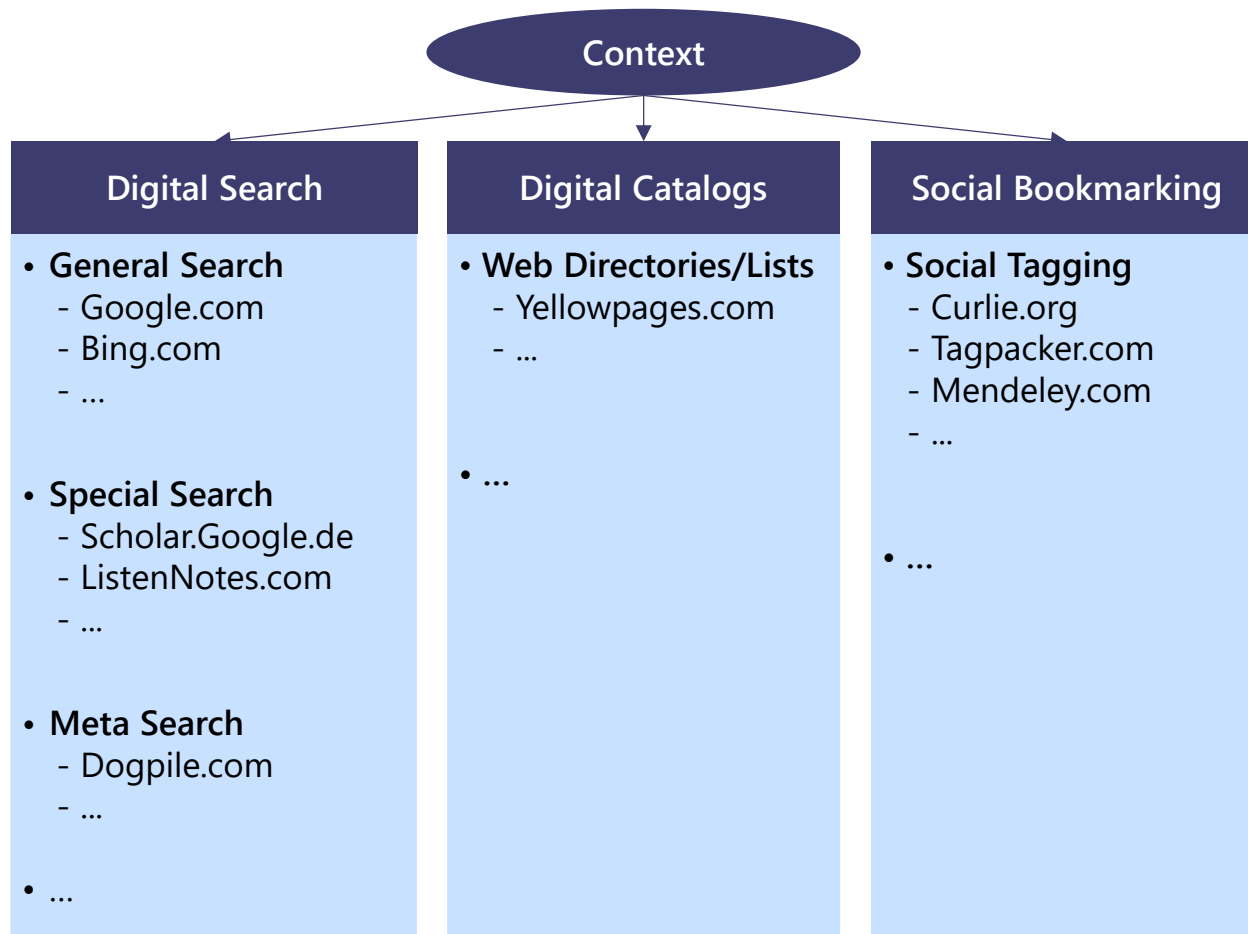 Context
Digital Search
• General Search
- Google.com
- Bing.com
- ...
• Special Search
- Scholar.Google.de
- ListenNotes.com
- ...
• Meta Search
- Dogpile.com
- ...
• ...
Digital Catalogs
• Web Directories/Lists
- Yellowpages.com
- ...
• ...
Social Bookmarking
• Social Tagging
- Curlie.org
- Tagpacker.com
- Mendeley.com
- ...
• ...